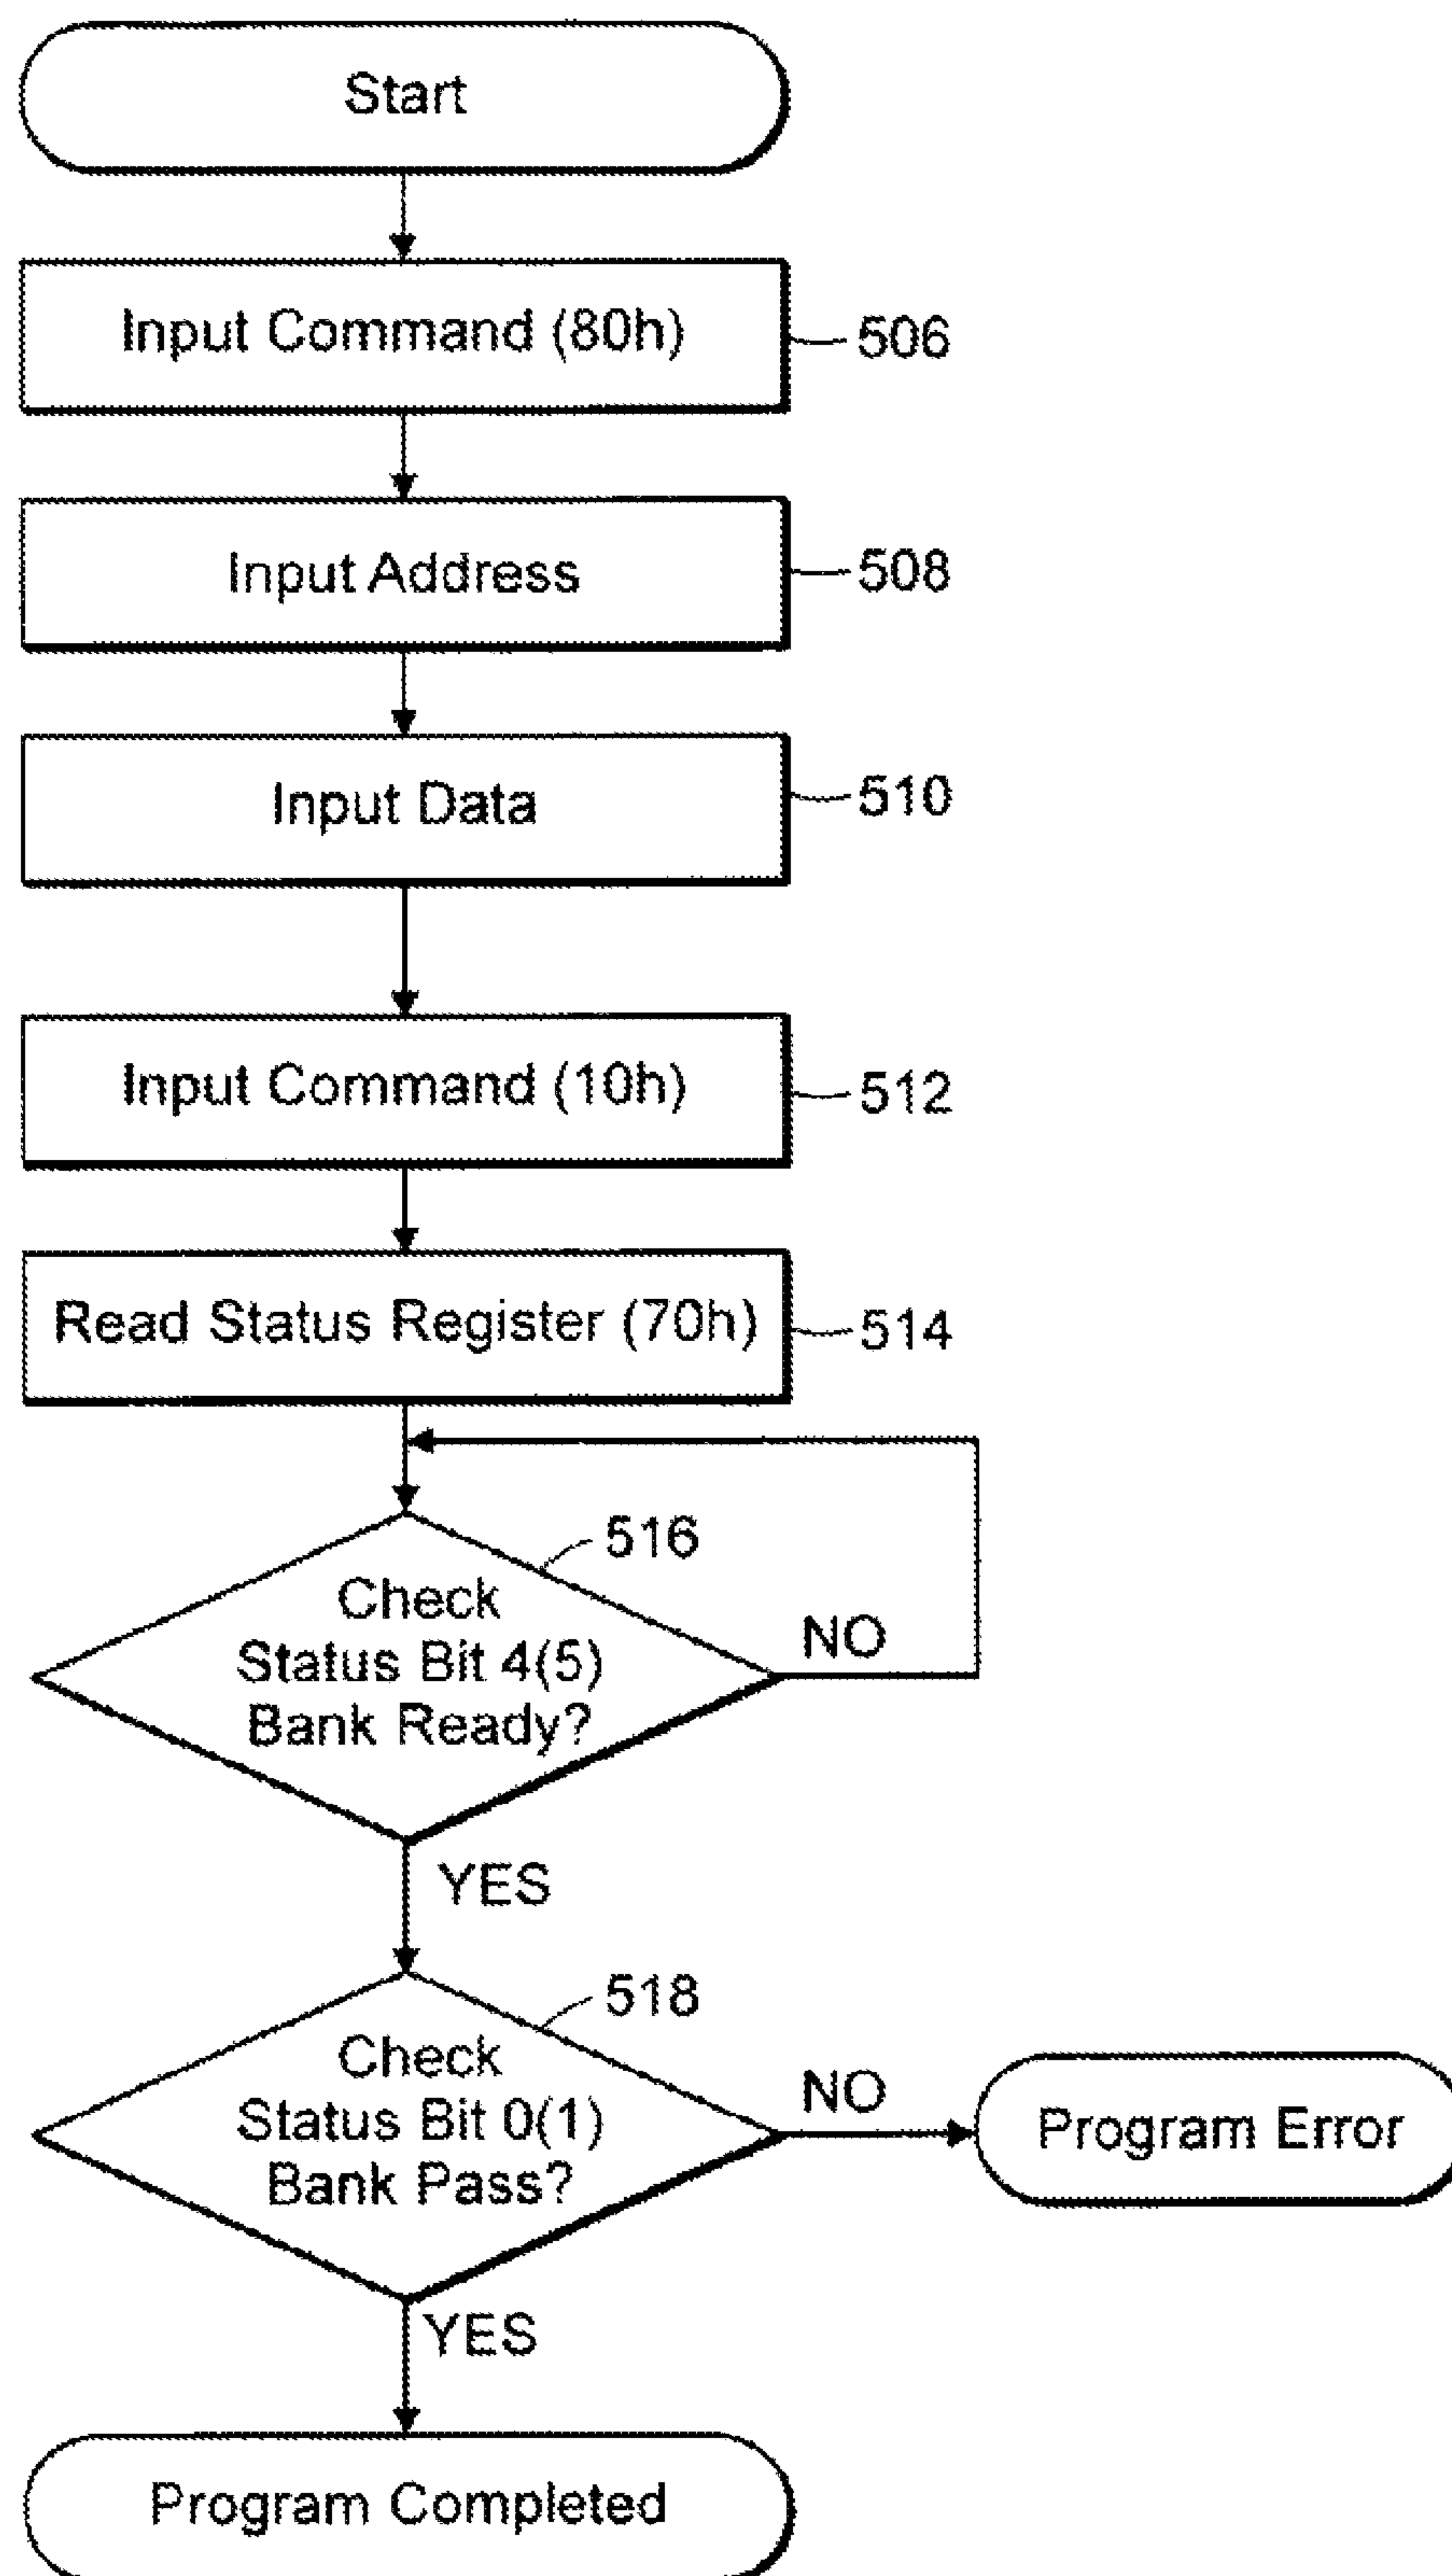 Start
Input Command (80h)
506
Input Address
508
Input Data
510
Input Command (10h)
512
Read Status Register (70h)
514
516
Check
Status Bit 4(5)
Bank Ready?
NO
YES
518
Check
Status Bit 0(1)
Bank Pass?
NO
Program Error
YES
Program Completed